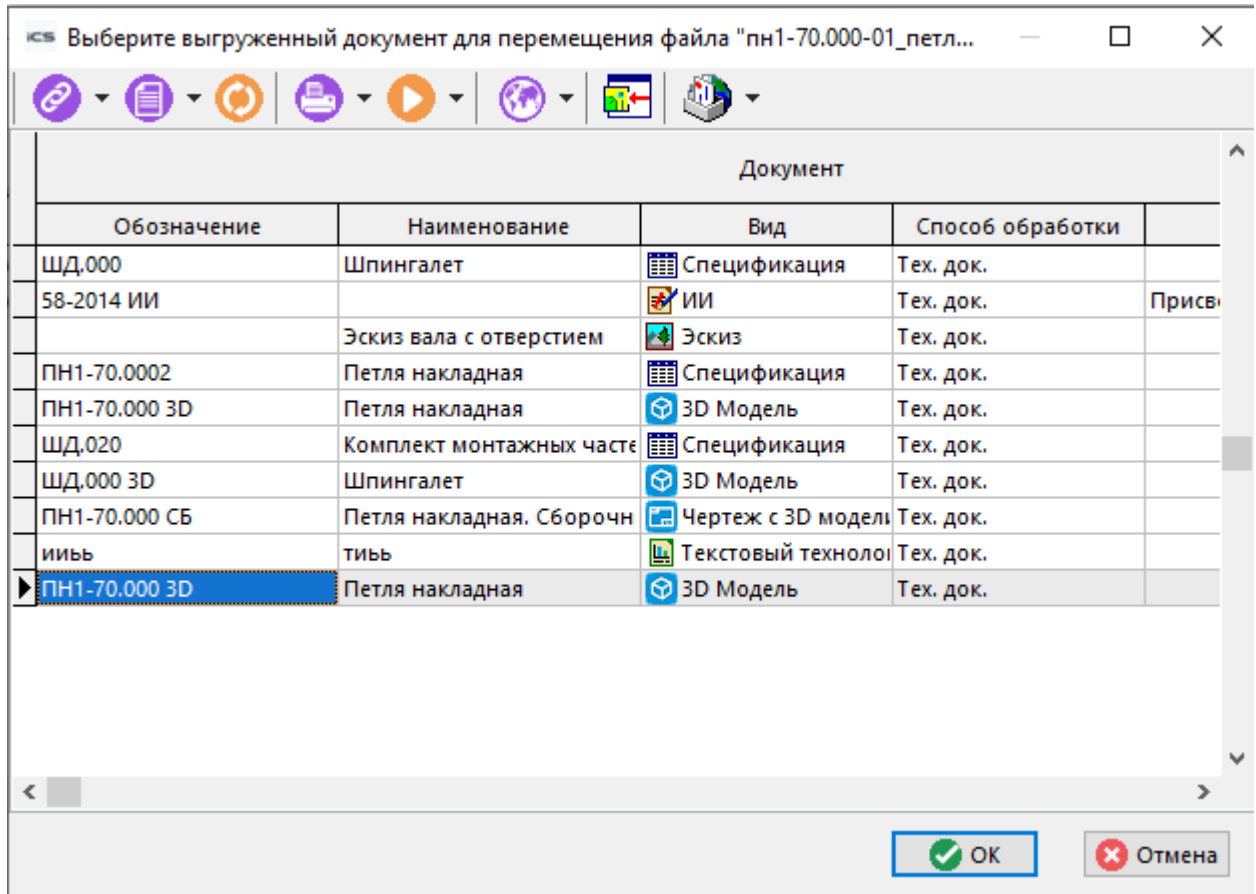 iCS Выберите выгруженный документ для перемещения файла "пн1-70.000-01_петл...
Документ
Обозначение Наименование Вид Способ обработки
ШД.000 Шпингалет Спецификация Тех. док.
58-2014 ИИ ИИ Тех. док. Присв
Эскиз вала с отверстием Эскиз Тех. док.
ПН1-70.0002 Петля накладная Спецификация Тех. док.
ПН1-70.000 3D Петля накладная 3D Модель Тех. док.
ШД.020 Комплект монтажных часте Спецификация Тех. док.
ШД.000 3D Шпингалет 3D Модель Тех. док.
ПН1-70.000 СБ Петля накладная. Сборочн Чертеж с 3D модель Тех. док.
ииьь тиьь Текстовый технолог Тех. док.
ПН1-70.000 3D Петля накладная 3D Модель Тех. док.
ОК Отмена